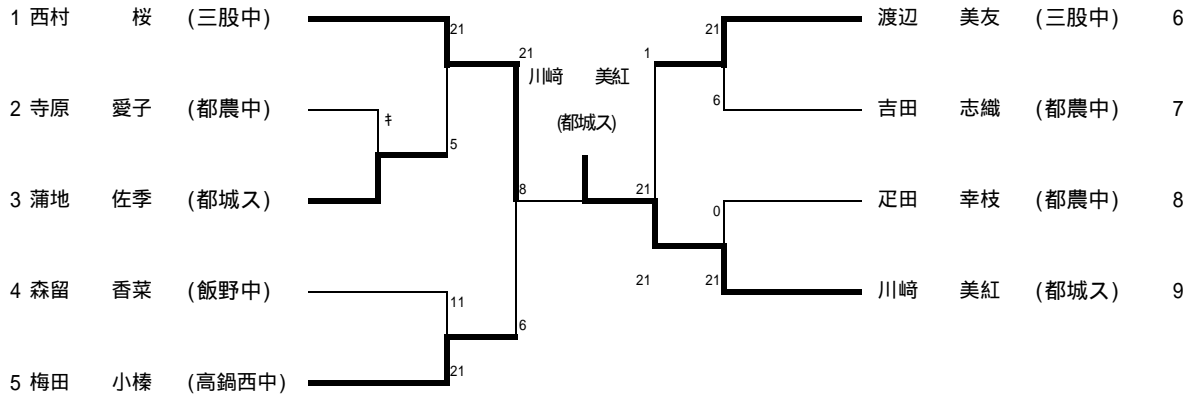 1 西村 桜 (三股中)
21
21
1
21
渡辺 美友 (三股中) 6
川﨑 美紅
2 寺原 愛子 (都農中)
ｷ
(都城ス)
6
吉田 志織 (都農中) 7
5
3 蒲地 佐季 (都城ス)
8
21
0
疋田 幸枝 (都農中) 8
4 森留 香菜 (飯野中)
11
21
21
川﨑 美紅 (都城ス) 9
6
5 梅田 小榛 (高鍋西中)
21